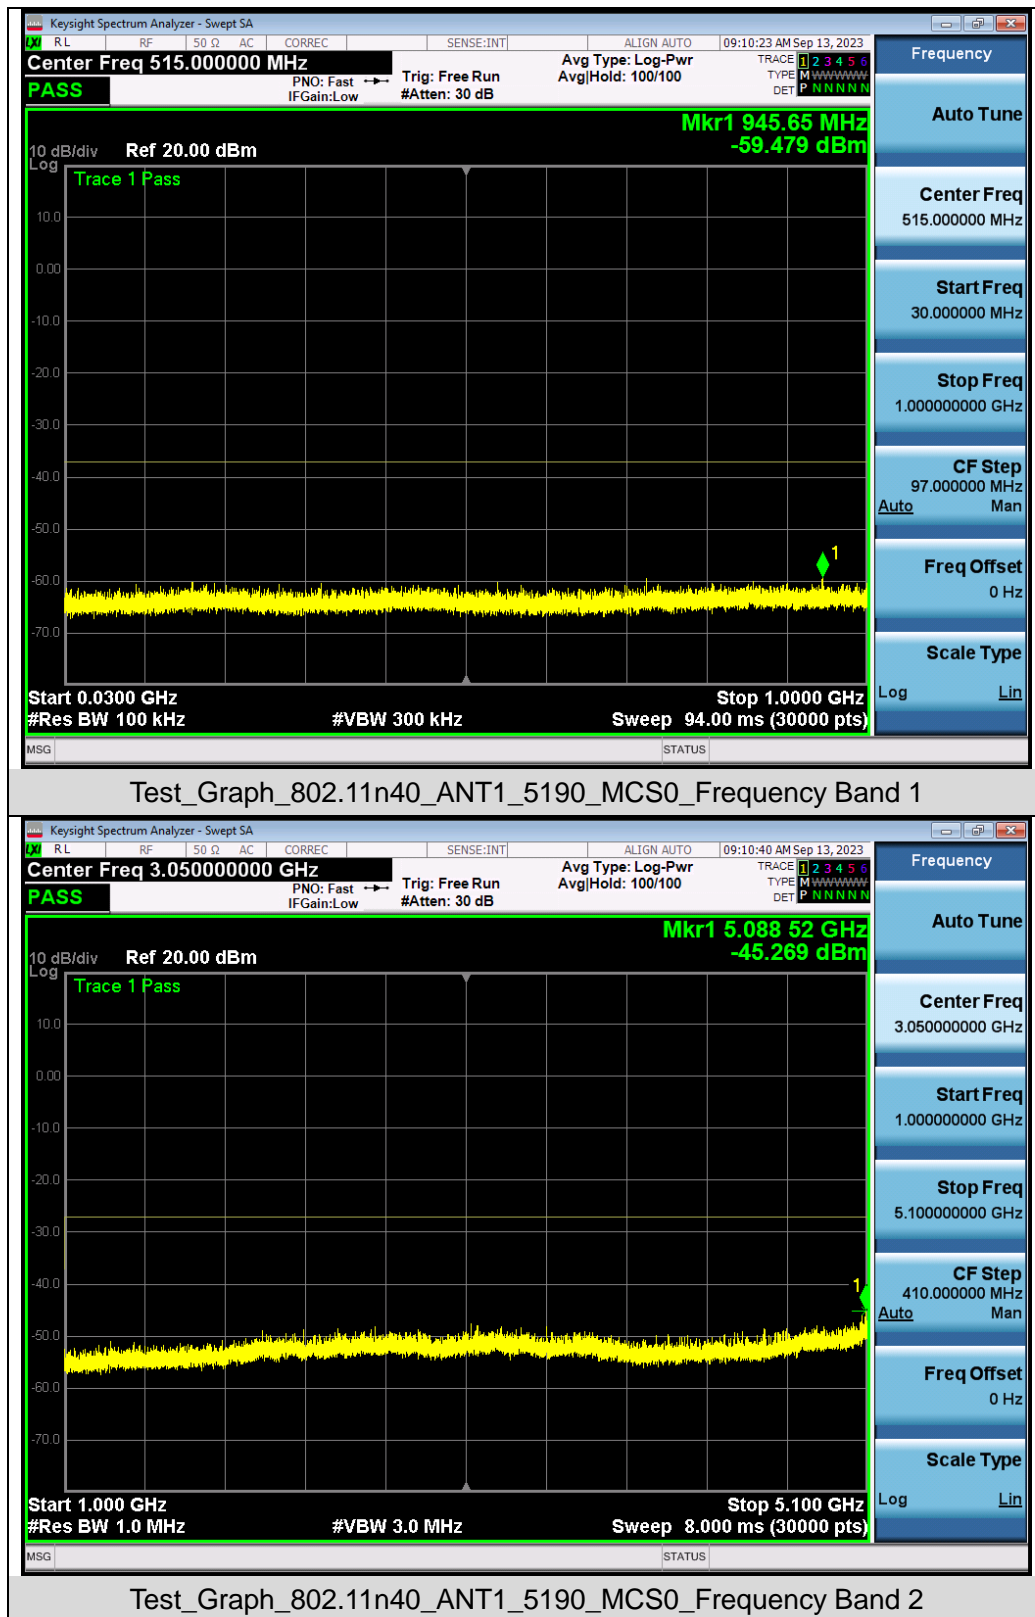 Keysight Spectrum Analyzer - Swept SA
LXI RL RF 50 Ω AC CORREC SENSE:INT ALIGN AUTO 09:10:23 AM Sep 13, 2023
Center Freq 515.000000 MHz
PASS
PNO: Fast
IFGain:Low
Trig: Free Run
#Atten: 30 dB
Avg Type: Log-Pwr
Avg|Hold: 100/100
TRACE 1 2 3 4 5 6
TYPE M WWWWW
DET P N N N N N
Mkr1 945.65 MHz
-59.479 dBm
10 dB/div Ref 20.00 dBm
Log
Trace 1 Pass
10.0
0.00
-10.0
-20.0
-30.0
-40.0
-50.0
-60.0
-70.0
1
Start 0.0300 GHz Stop 1.0000 GHz
#Res BW 100 kHz #VBW 300 kHz Sweep 94.00 ms (30000 pts)
MSG STATUS
Frequency
Auto Tune
Center Freq
515.000000 MHz
Start Freq
30.000000 MHz
Stop Freq
1.000000000 GHz
CF Step
97.000000 MHz
Auto Man
Freq Offset
0 Hz
Scale Type
Log Lin
Test_Graph_802.11n40_ANT1_5190_MCS0_Frequency Band 1
Keysight Spectrum Analyzer - Swept SA
LXI RL RF 50 Ω AC CORREC SENSE:INT ALIGN AUTO 09:10:40 AM Sep 13, 2023
Center Freq 3.050000000 GHz
PASS
PNO: Fast
IFGain:Low
Trig: Free Run
#Atten: 30 dB
Avg Type: Log-Pwr
Avg|Hold: 100/100
TRACE 1 2 3 4 5 6
TYPE M WWWWW
DET P N N N N N
Mkr1 5.088 52 GHz
-45.269 dBm
10 dB/div Ref 20.00 dBm
Log
Trace 1 Pass
10.0
0.00
-10.0
-20.0
-30.0
-40.0
-50.0
-60.0
-70.0
1
Start 1.000 GHz Stop 5.100 GHz
#Res BW 1.0 MHz #VBW 3.0 MHz Sweep 8.000 ms (30000 pts)
MSG STATUS
Frequency
Auto Tune
Center Freq
3.050000000 GHz
Start Freq
1.000000000 GHz
Stop Freq
5.100000000 GHz
CF Step
410.000000 MHz
Auto Man
Freq Offset
0 Hz
Scale Type
Log Lin
Test_Graph_802.11n40_ANT1_5190_MCS0_Frequency Band 2